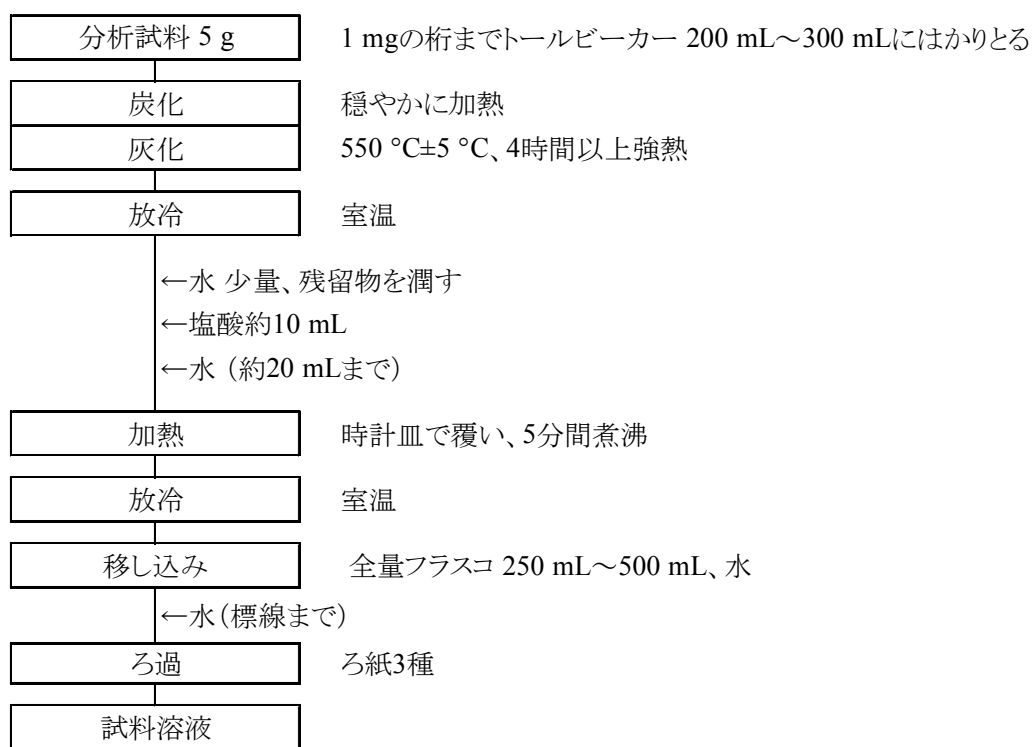 分析試料 5 g 1 mgの桁までトールビーカー 200 mL～300 mLにはかりとる
炭化 穏やかに加熱
灰化 550 °C±5 °C、4時間以上強熱
放冷 室温
←水 少量、残留物を潤す
←塩酸約10 mL
←水 （約20 mLまで）
加熱 時計皿で覆い、5分間煮沸
放冷 室温
移し込み 全量フラスコ 250 mL～500 mL、水
←水（標線まで）
ろ過 ろ紙3種
試料溶液